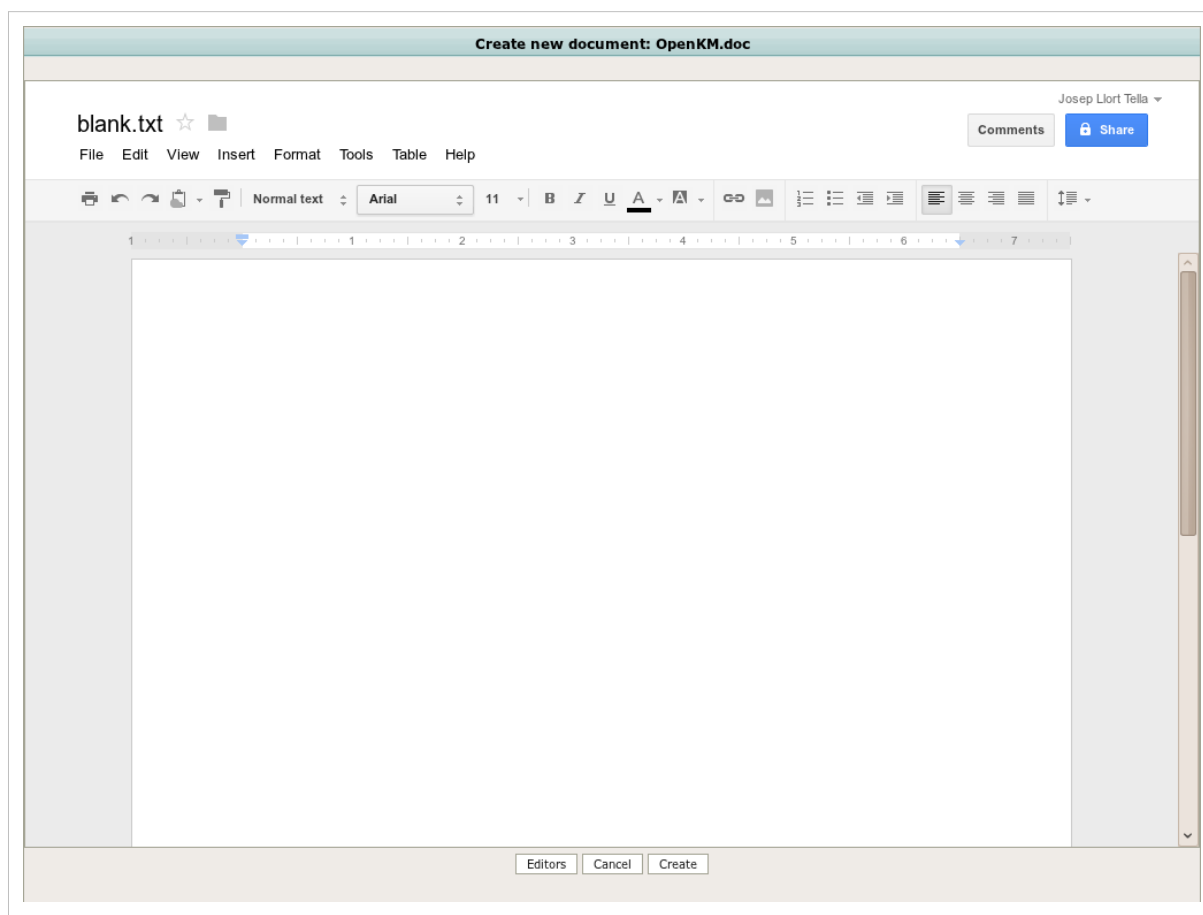 Create new document: OpenKM.doc
Josep Llort Tella
blank.txt
Comments Share
File Edit View Insert Format Tools Table Help
Normal text Arial 11 B I U A A
1 1 2 3 4 5 6 7
Editors Cancel Create